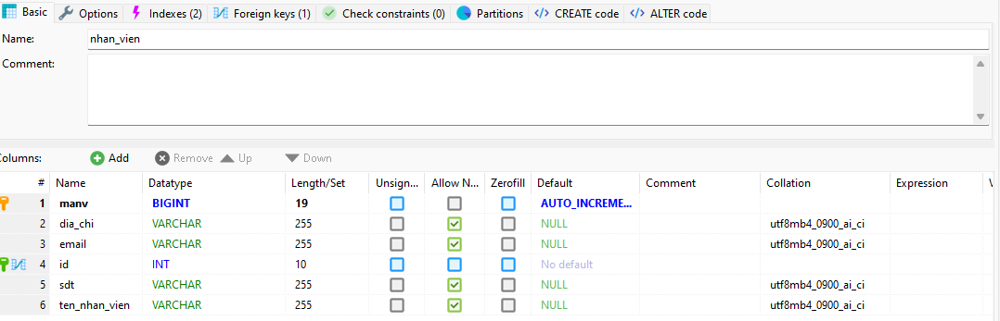 Basic Options Indexes (2) Foreign keys (1) Check constraints (0) Partitions CREATE code ALTER code
Name: nhan_vien
Comment:
Columns: Add Remove Up Down
# Name Datatype Length/Set Unsign... Allow N... Zerofill Default Comment Collation Expression V
1 manv BIGINT 19 AUTO_INCREME...
2 dia_chi VARCHAR 255 NULL utf8mb4_0900_ai_ci
3 email VARCHAR 255 NULL utf8mb4_0900_ai_ci
4 id INT 10 No default
5 sdt VARCHAR 255 NULL utf8mb4_0900_ai_ci
6 ten_nhan_vien VARCHAR 255 NULL utf8mb4_0900_ai_ci